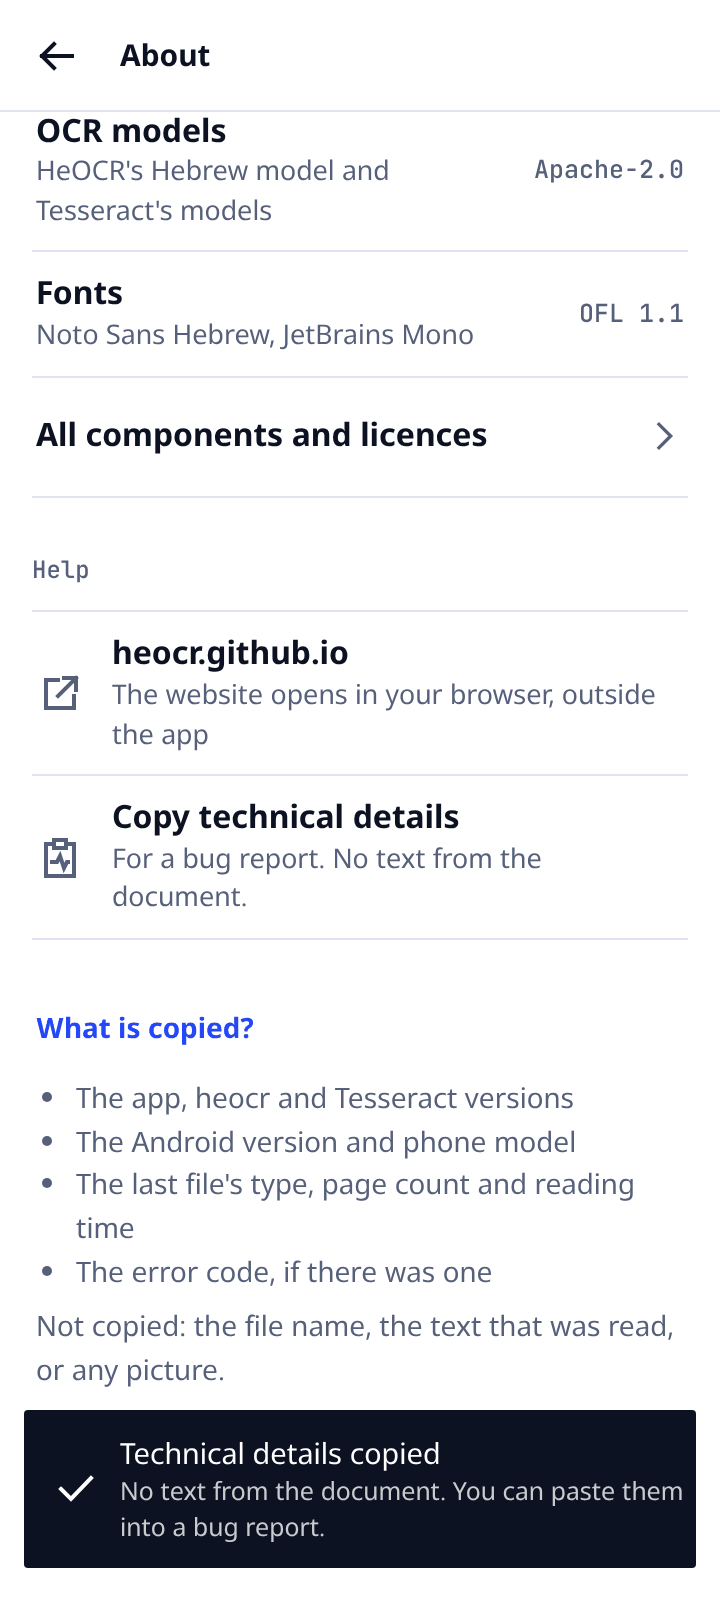 About
OCR models
HeOCR's Hebrew model and
Tesseract's models
Apache-2.0
Fonts
Noto Sans Hebrew, JetBrains Mono
OFL 1.1
All components and licences
Help
heocr.github.io
The website opens in your browser, outside
the app
Copy technical details
For a bug report. No text from the
document.
What is copied?
• The app, heocr and Tesseract versions
• The Android version and phone model
• The last file's type, page count and reading
time
• The error code, if there was one
Not copied: the file name, the text that was read,
or any picture.
Technical details copied
No text from the document. You can paste them
into a bug report.